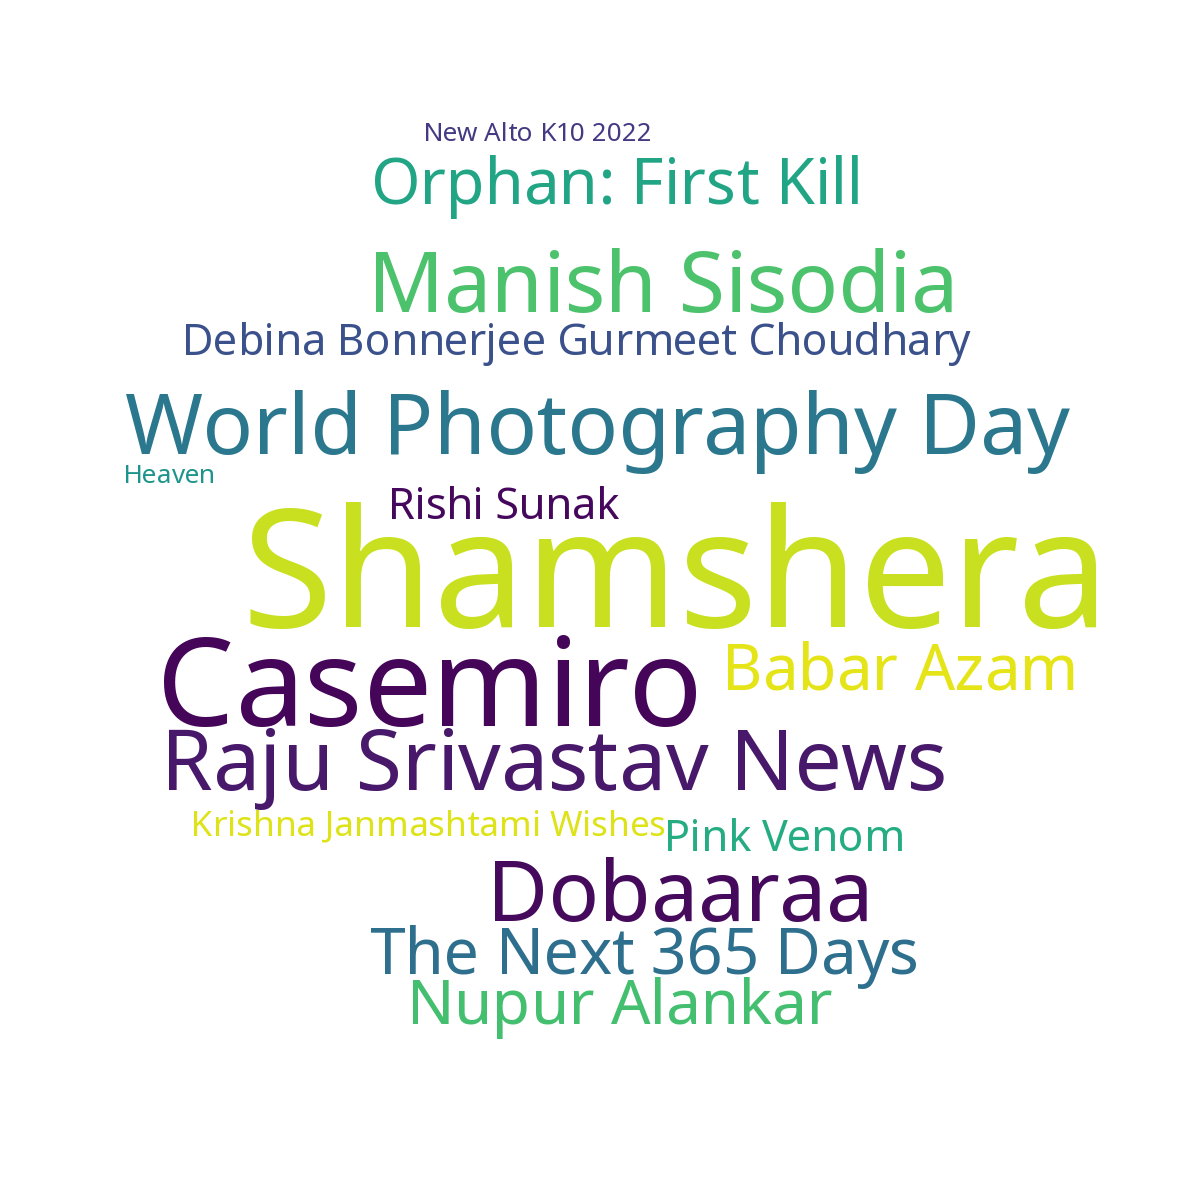 New Alto K10 2022
Orphan: First Kill
Manish Sisodia
Debina Bonnerjee Gurmeet Choudhary
World Photography Day
Heaven
Rishi Sunak
Shamshera
Casemiro
Babar Azam
Raju Srivastav News
Krishna Janmashtami Wishes
Pink Venom
Dobaaraa
The Next 365 Days
Nupur Alankar